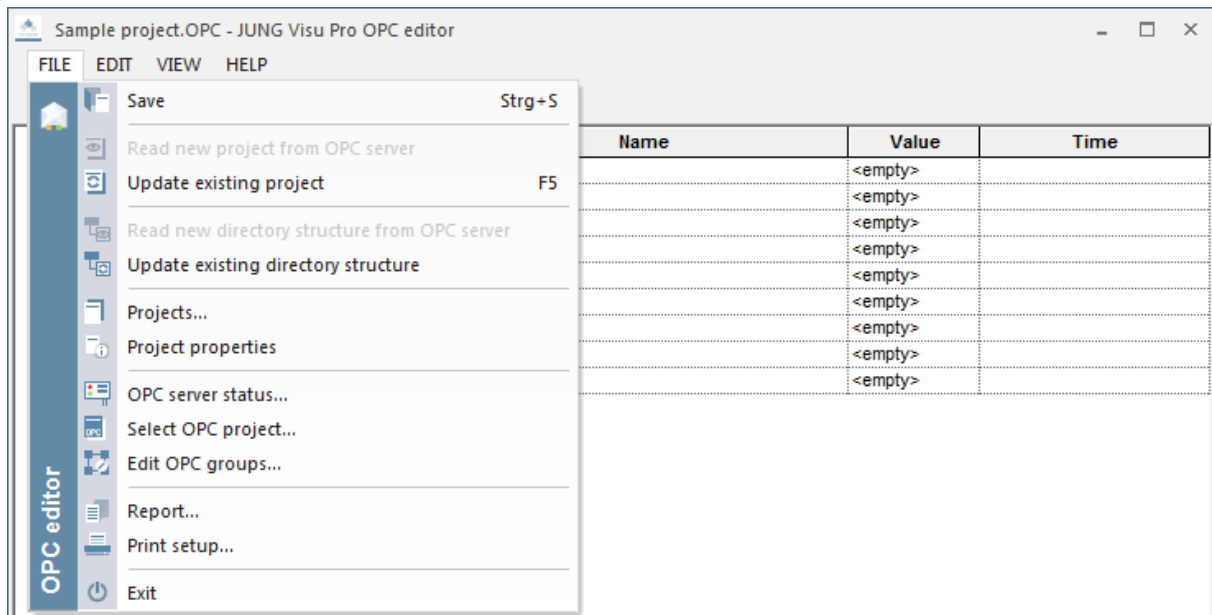 Sample project.OPC - JUNG Visu Pro OPC editor
FILE EDIT VIEW HELP
Save Strg+S
Read new project from OPC server
Update existing project F5
Read new directory structure from OPC server
Update existing directory structure
Projects...
Project properties
OPC server status...
OPC
Select OPC project...
Edit OPC groups...
Report...
Print setup...
Exit
OPC editor
Name Value Time
<empty>
<empty>
<empty>
<empty>
<empty>
<empty>
<empty>
<empty>
<empty>